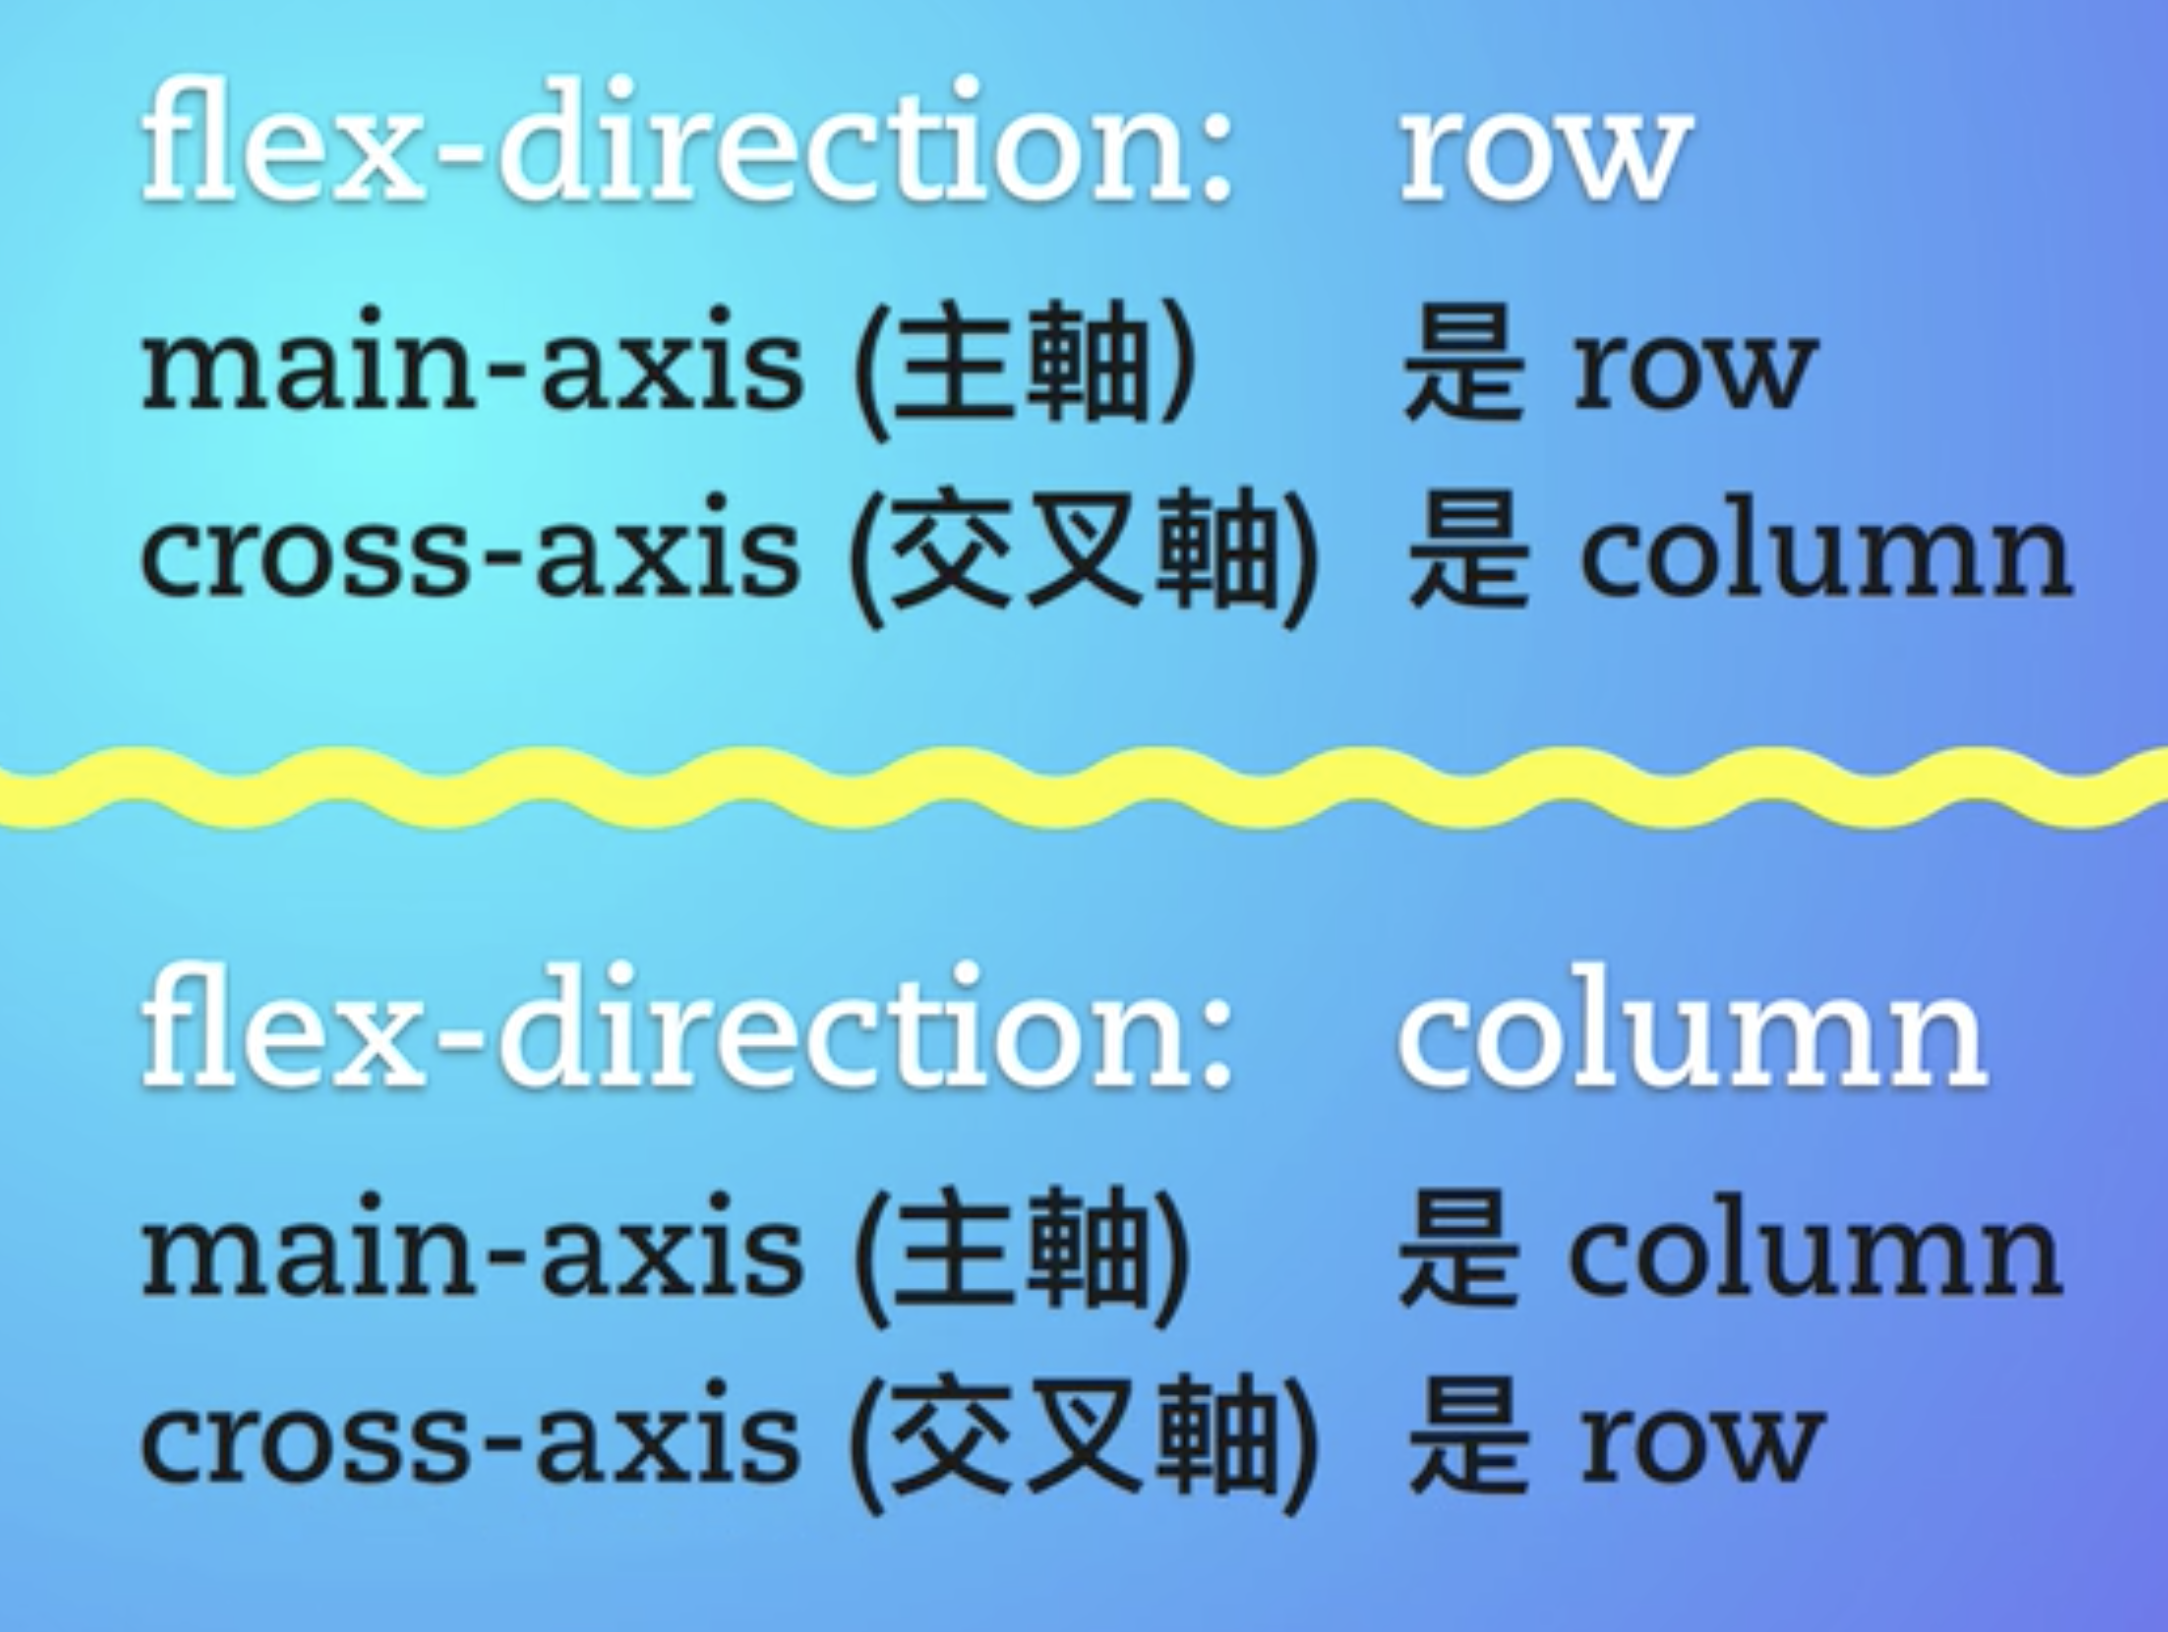 flex-direction: row
main-axis (主軸) 是 row
cross-axis (交叉軸) 是 column
flex-direction: column
main-axis (主軸) 是 column
cross-axis (交叉軸) 是 row